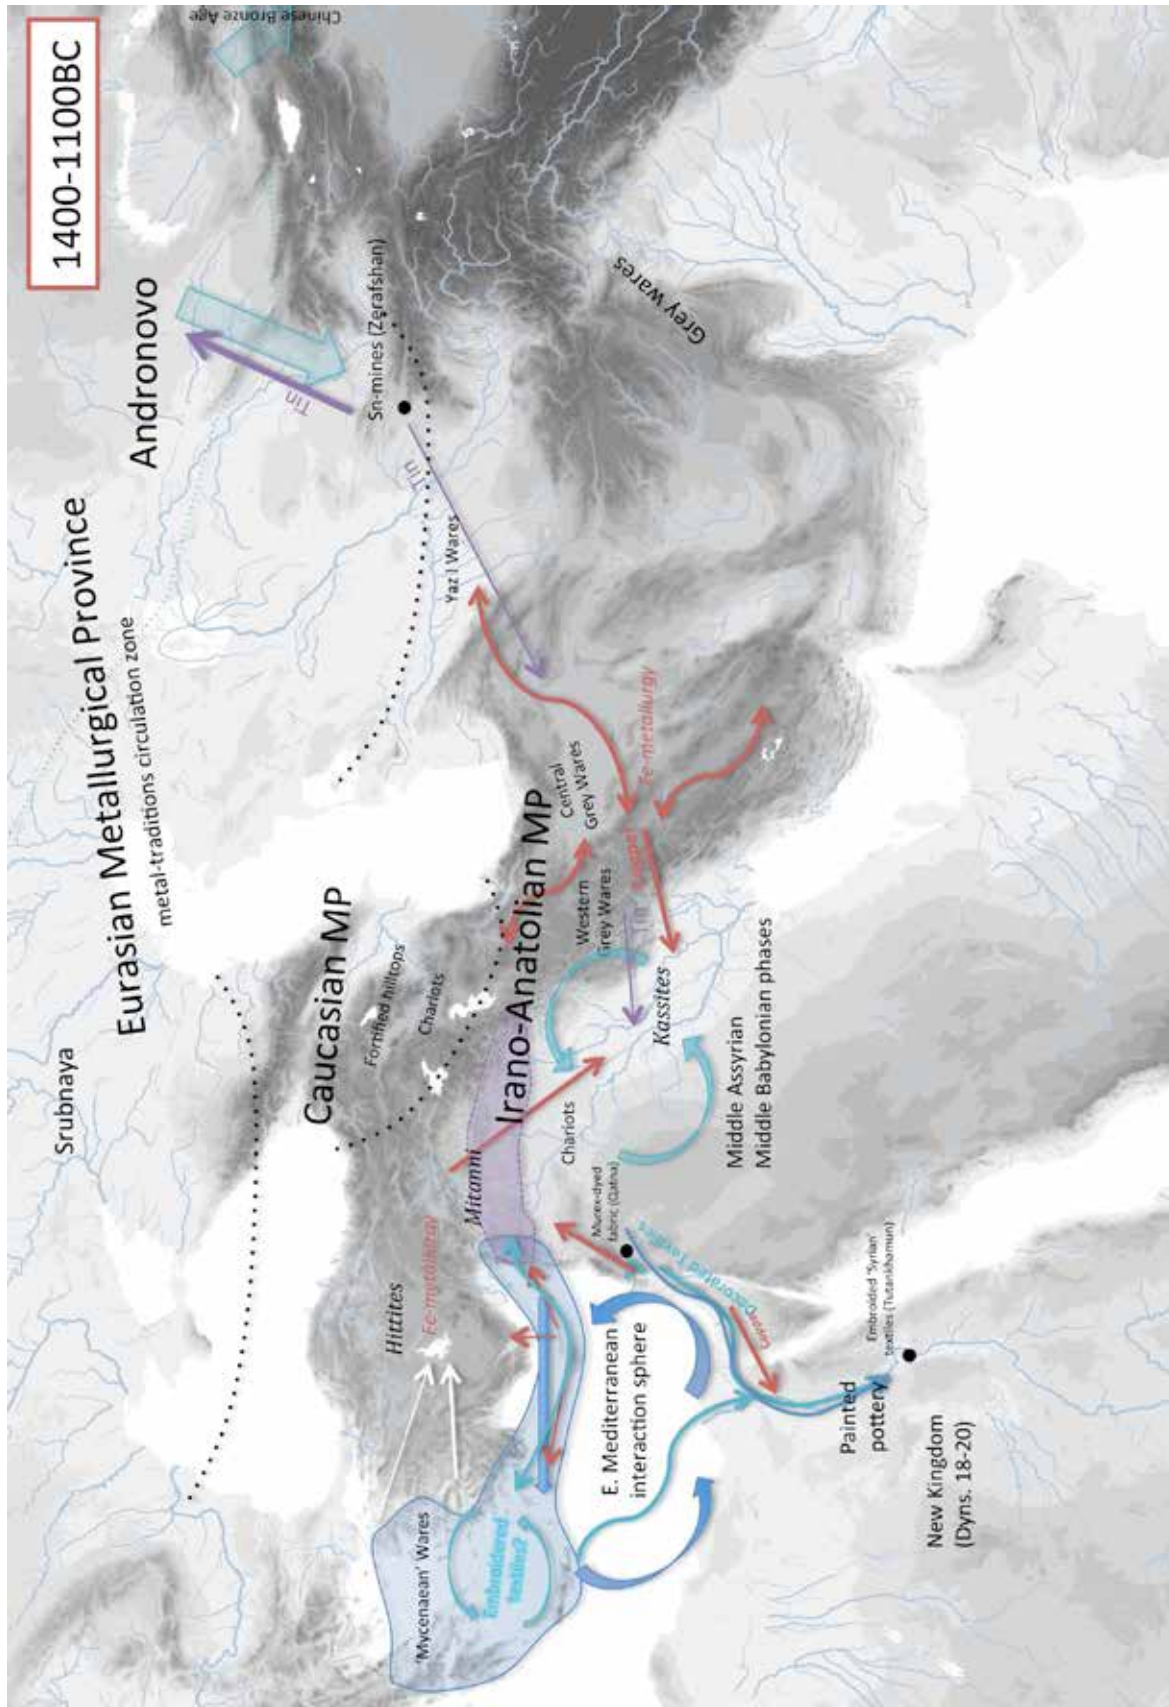 1400-1100BC
Chinese Bronze Age
Srubnaya
Eurasian Metallurgical Province
metal-traditions circulation zone
Andronovo
Tin
Sn-mines (Zerafshan)
Tin
Yaz I Wares
Grey wares
Caucasian MP
Fortified hilltops
Chariots
Irano-Anatolian MP
Central
Grey Wares
Western
Grey Wares
Fe-metallurgy
Tin
Kassites
Hittites
Fe-metallurgy
Mitanni
Chariots
Middle Assyrian
Middle Babylonian phases
'Mycenaean' Wares
Embroidered
textiles?
E. Mediterranean
interaction sphere
Murex-dyed
fabric (Qatna)
Decorated textiles
Copper
Embroided 'Syrian'
textiles (Tutankhamun)
Painted
pottery
New Kingdom
(Dyns. 18-20)